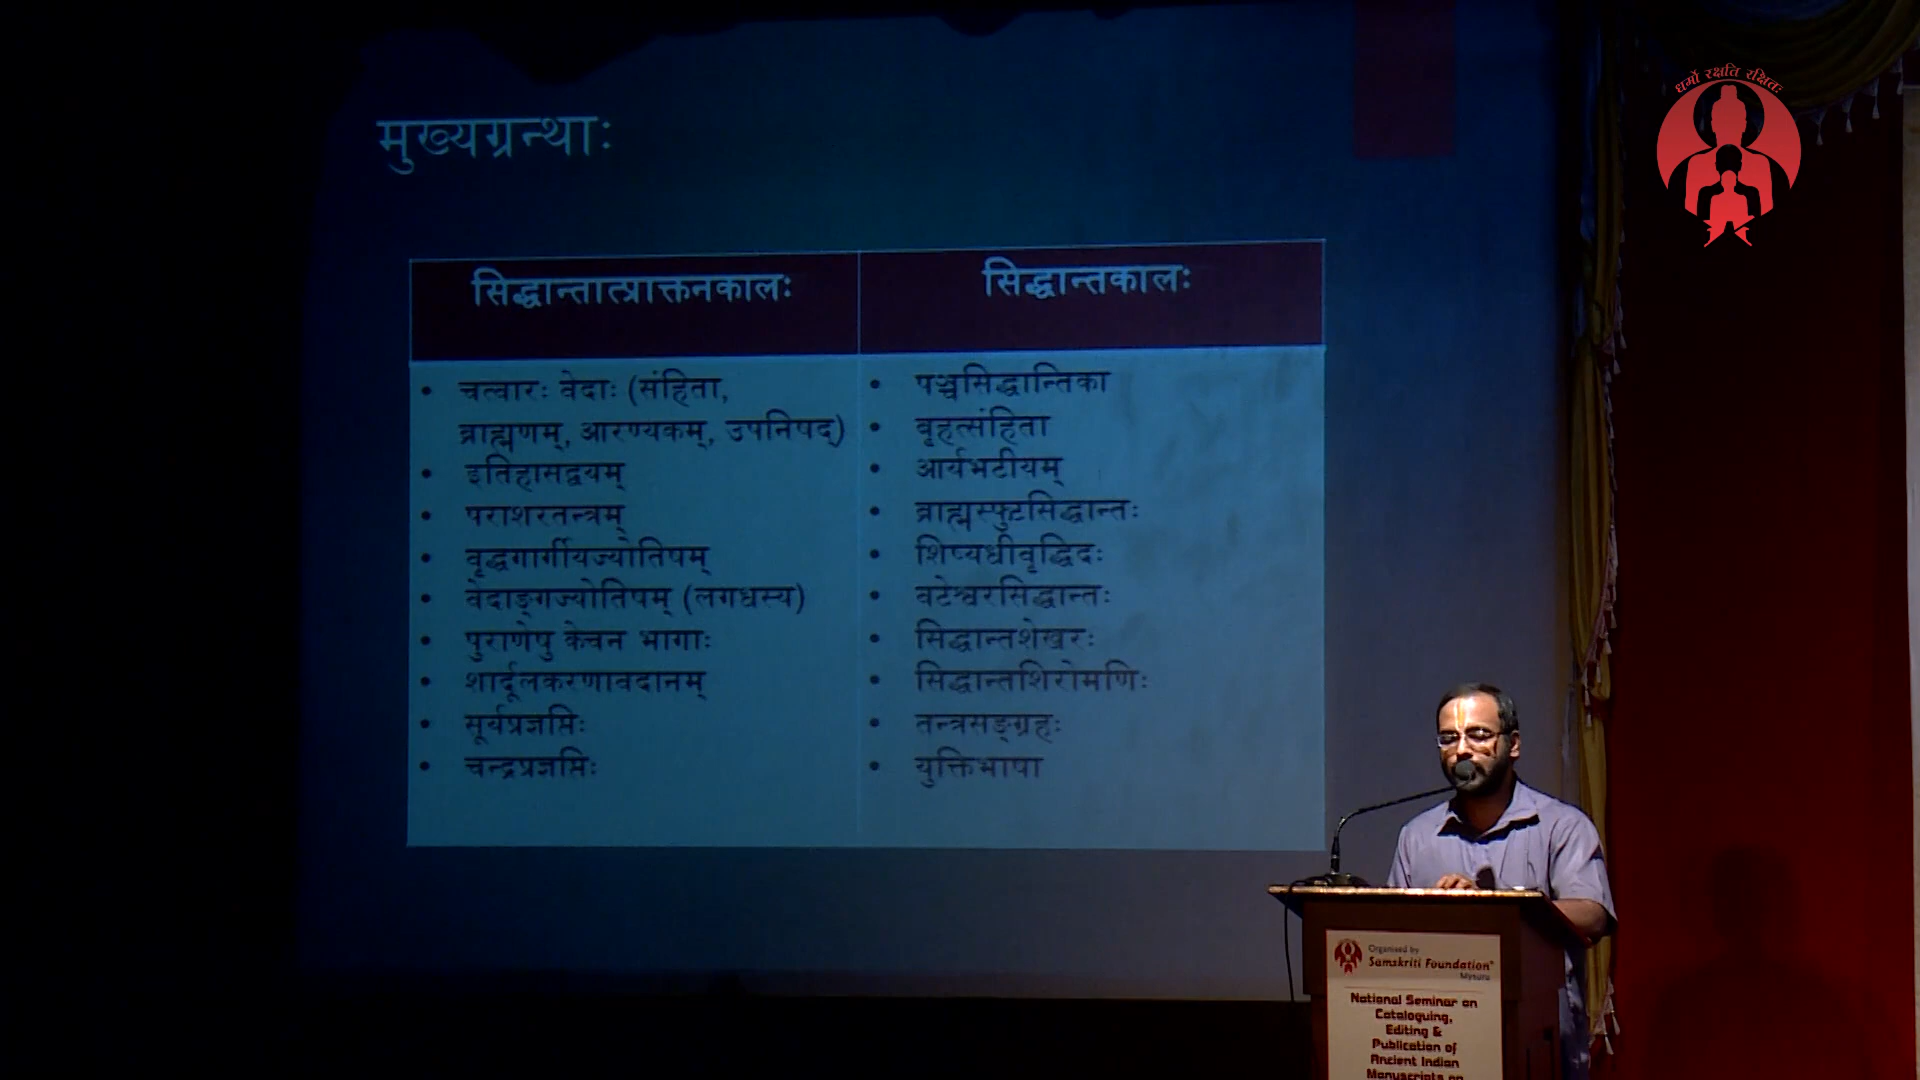 धर्मो रक्षति रक्षितः
मुख्यग्रन्थाः
सिद्धान्तात्प्राक्तनकालः
सिद्धान्तकालः
• चत्वारः वेदाः (संहिता,
ब्राह्मणम्, आरण्यकम्, उपनिषद्)
• इतिहासद्वयम्
• पराशरतन्त्रम्
• वृद्धगार्गीयज्योतिषम्
• वेदाङ्गज्योतिषम् (लगधस्य)
• पुराणेषु केचन भागाः
• शार्दूलकरणावदानम्
• सूर्यप्रज्ञप्तिः
• चन्द्रप्रज्ञप्तिः
• पञ्चसिद्धान्तिका
• बृहत्संहिता
• आर्यभटीयम्
• ब्राह्मस्फुटसिद्धान्तः
• शिष्यधीवृद्धिदः
• वटेश्वरसिद्धान्तः
• सिद्धान्तशेखरः
• सिद्धान्तशिरोमणिः
• तन्त्रसङ्ग्रहः
• युक्तिभाषा
Organised by
Samskriti Foundation®
Mysuru
National Seminar on
Cataloguing,
Editing &
Publication of
Ancient Indian
Manuscripts on